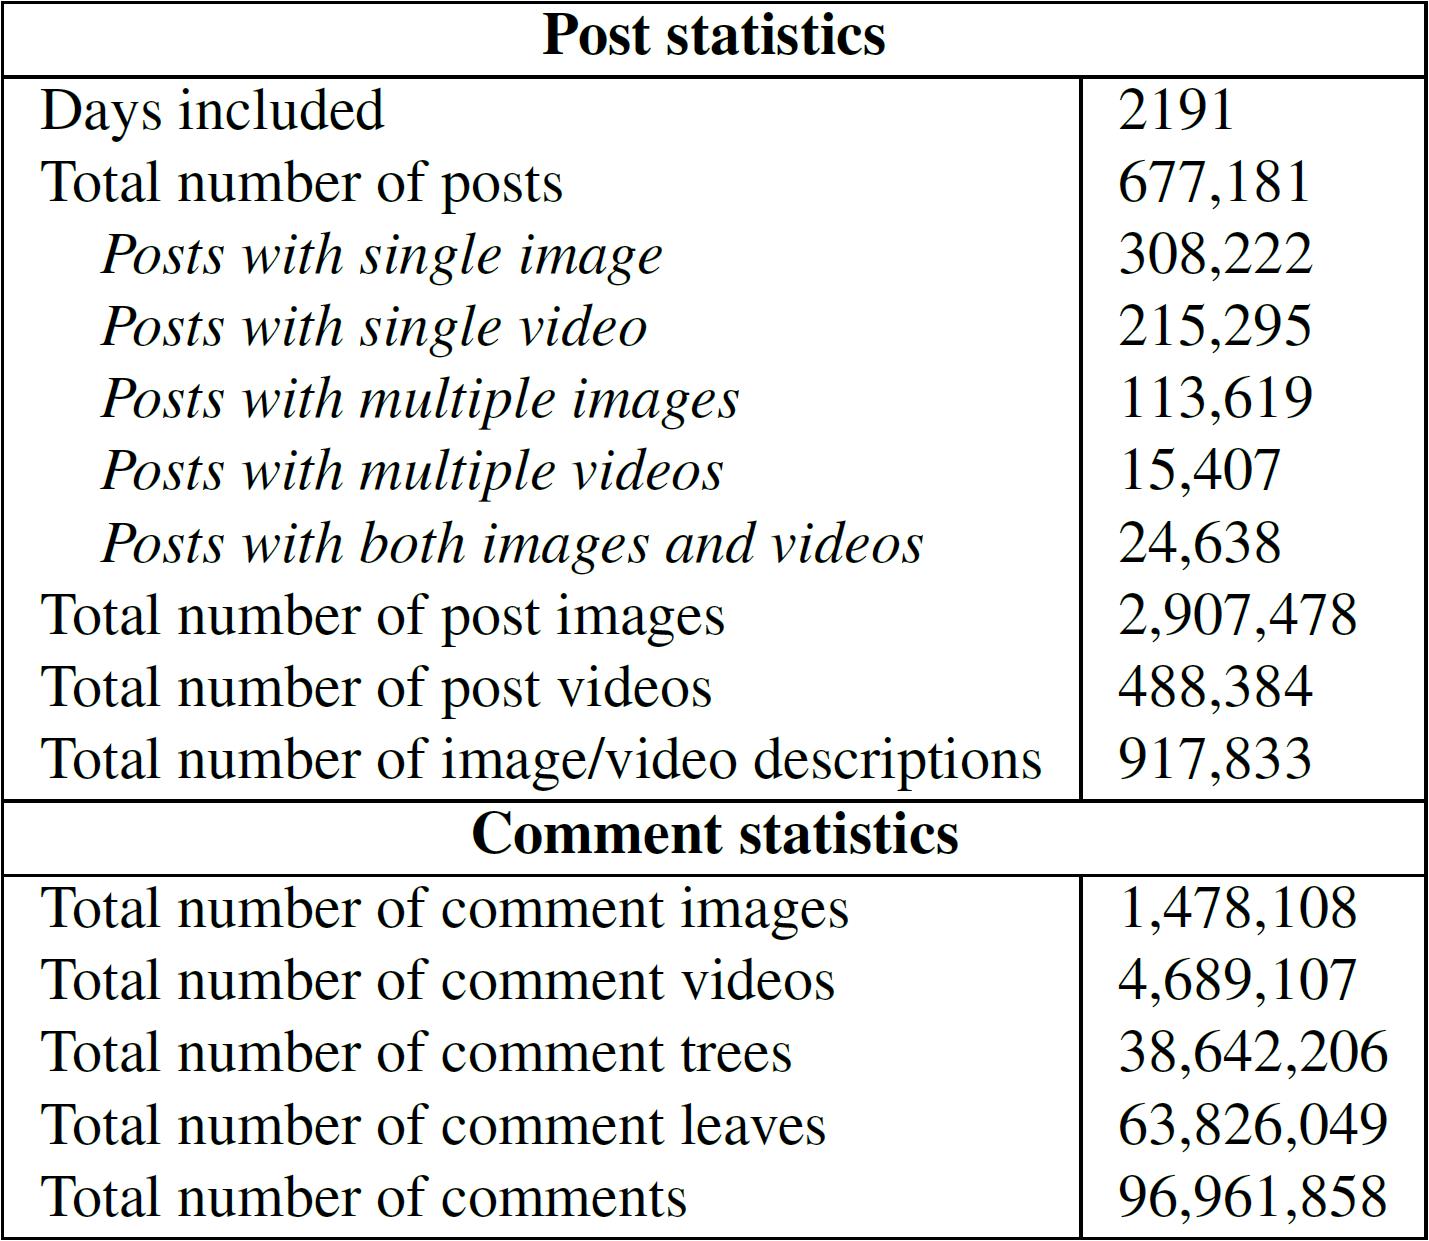 Post statistics
Days included 2191
Total number of posts 677,181
Posts with single image 308,222
Posts with single video 215,295
Posts with multiple images 113,619
Posts with multiple videos 15,407
Posts with both images and videos 24,638
Total number of post images 2,907,478
Total number of post videos 488,384
Total number of image/video descriptions 917,833
Comment statistics
Total number of comment images 1,478,108
Total number of comment videos 4,689,107
Total number of comment trees 38,642,206
Total number of comment leaves 63,826,049
Total number of comments 96,961,858